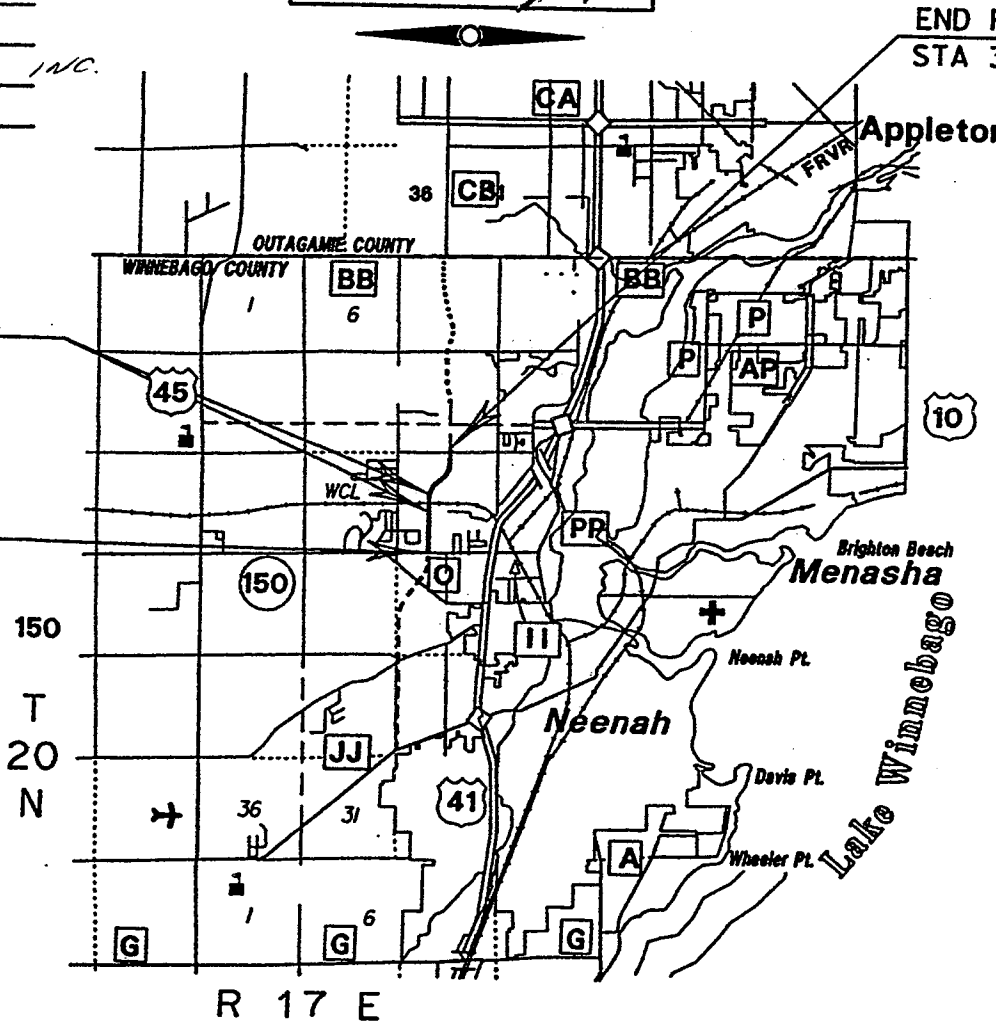 END
STA 3
INC.
CA
Appleton
FRVR
36
CB
31
OUTAGAMIE COUNTY
WINNEBAGO COUNTY
BB
BB
1
6
P
P
AP
45
10
WCL
PP
Brighton Beach
Menasha
150
O
150
II
Neenah Pt.
Neenah
Lake Winnebago
T
20
N
JJ
Davis Pt.
41
36
31
A
Wheeler Pt.
1
6
G
G
G
R 17 E